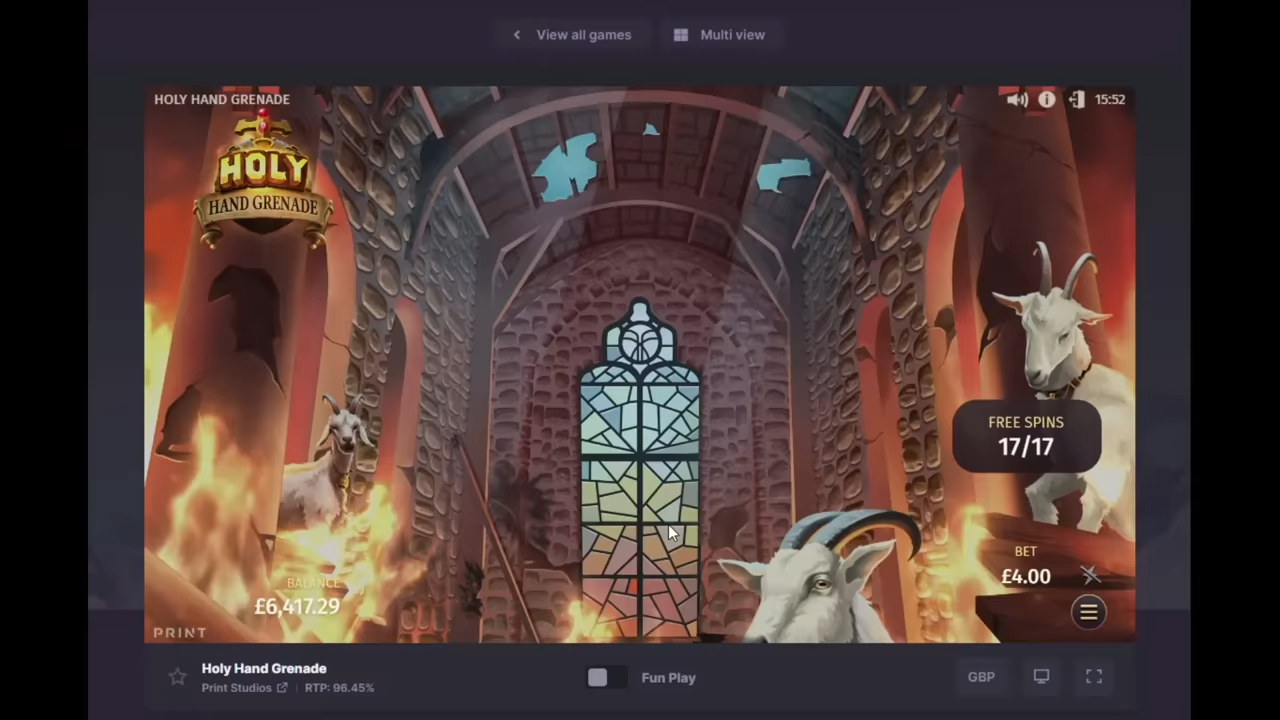 View all games
Multi view
HOLY HAND GRENADE
15:52
HOLY
HAND GRENADE
FREE SPINS
17/17
BET
£4.00
BALANCE
£6,417.29
PRINT
Holy Hand Grenade
Print Studios
RTP: 96.45%
Fun Play
GBP